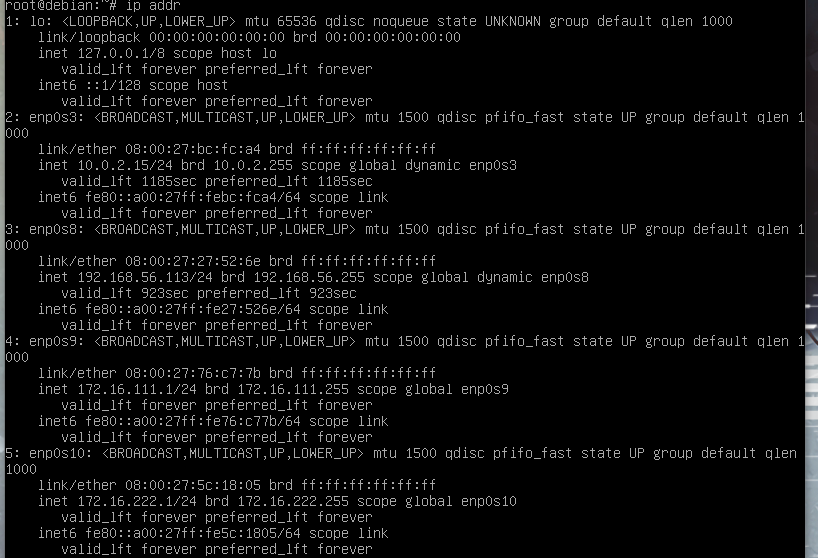 root@debian:~# ip addr
1: lo: <LOOPBACK,UP,LOWER_UP> mtu 65536 qdisc noqueue state UNKNOWN group default qlen 1000
link/loopback 00:00:00:00:00:00 brd 00:00:00:00:00:00
inet 127.0.0.1/8 scope host lo
valid_lft forever preferred_lft forever
inet6 ::1/128 scope host
valid_lft forever preferred_lft forever
2: enp0s3: <BROADCAST,MULTICAST,UP,LOWER_UP> mtu 1500 qdisc pfifo_fast state UP group default qlen 1
000
link/ether 08:00:27:bc:fc:a4 brd ff:ff:ff:ff:ff:ff
inet 10.0.2.15/24 brd 10.0.2.255 scope global dynamic enp0s3
valid_lft 1185sec preferred_lft 1185sec
inet6 fe80::a00:27ff:febc:fca4/64 scope link
valid_lft forever preferred_lft forever
3: enp0s8: <BROADCAST,MULTICAST,UP,LOWER_UP> mtu 1500 qdisc pfifo_fast state UP group default qlen 1
000
link/ether 08:00:27:27:52:6e brd ff:ff:ff:ff:ff:ff
inet 192.168.56.113/24 brd 192.168.56.255 scope global dynamic enp0s8
valid_lft 923sec preferred_lft 923sec
inet6 fe80::a00:27ff:fe27:526e/64 scope link
valid_lft forever preferred_lft forever
4: enp0s9: <BROADCAST,MULTICAST,UP,LOWER_UP> mtu 1500 qdisc pfifo_fast state UP group default qlen 1
000
link/ether 08:00:27:76:c7:7b brd ff:ff:ff:ff:ff:ff
inet 172.16.111.1/24 brd 172.16.111.255 scope global enp0s9
valid_lft forever preferred_lft forever
inet6 fe80::a00:27ff:fe76:c77b/64 scope link
valid_lft forever preferred_lft forever
5: enp0s10: <BROADCAST,MULTICAST,UP,LOWER_UP> mtu 1500 qdisc pfifo_fast state UP group default qlen
1000
link/ether 08:00:27:5c:18:05 brd ff:ff:ff:ff:ff:ff
inet 172.16.222.1/24 brd 172.16.222.255 scope global enp0s10
valid_lft forever preferred_lft forever
inet6 fe80::a00:27ff:fe5c:1805/64 scope link
valid_lft forever preferred_lft forever